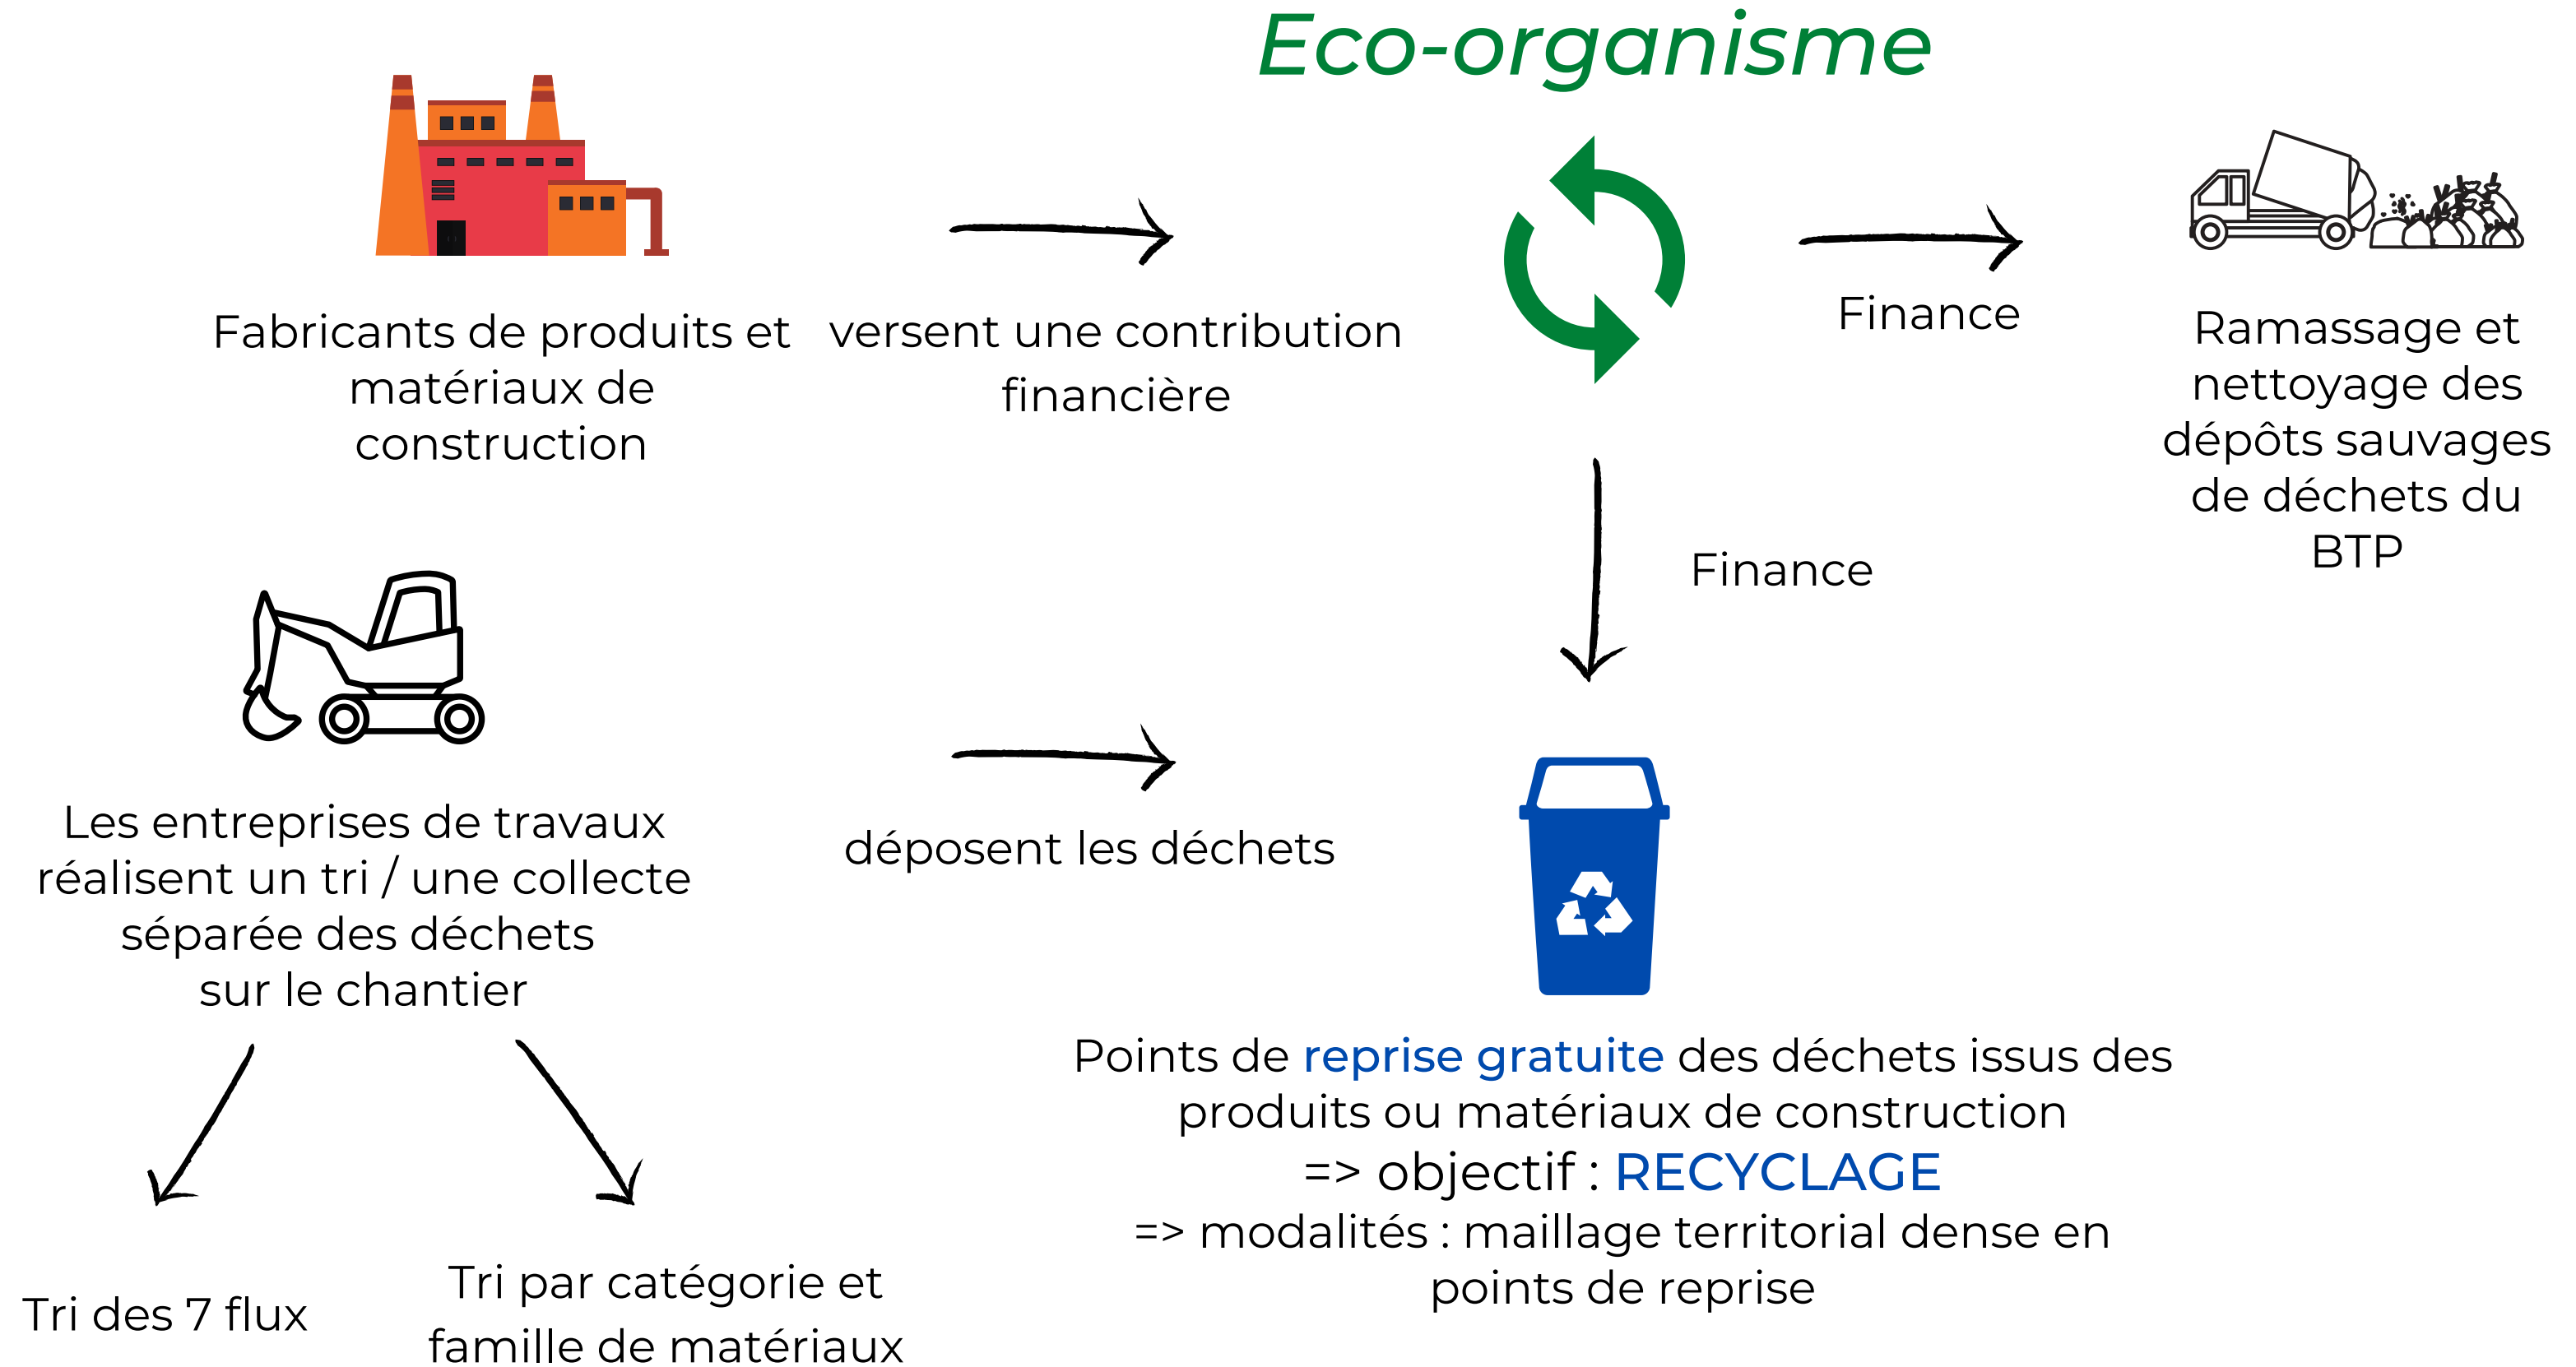 Eco-organisme
Fabricants de produits et
matériaux de
construction
versent une contribution
financière
Finance
Ramassage et
nettoyage des
dépôts sauvages
de déchets du
BTP
Finance
Les entreprises de travaux
réalisent un tri / une collecte
séparée des déchets
sur le chantier
déposent les déchets
Points de reprise gratuite des déchets issus des
produits ou matériaux de construction
=> objectif : RECYCLAGE
=> modalités : maillage territorial dense en
points de reprise
Tri des 7 flux
Tri par catégorie et
famille de matériaux